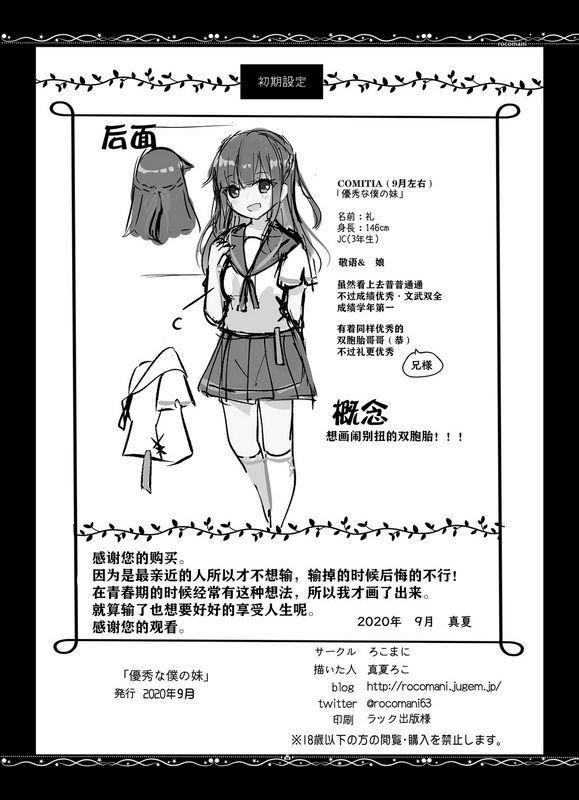 rocomani
初期設定
后面
COMITIA（9月左右）
「優秀な僕の妹」
名前：礼
身長：146cm
JC(3年生)
敬语& 娘
虽然看上去普普通通
不过成绩优秀·文武双全
成绩学年第一
有着同样优秀的
双胞胎哥哥（恭）
不过礼更优秀
兄様
概念
想画闹别扭的双胞胎！！！
感谢您的购买。
因为是最亲近的人所以才不想输，输掉的时候后悔的不行！
在青春期的时候经常有这种想法，所以我才画了出来。
就算输了也想要好好的享受人生呢。
感谢您的观看。
2020年 9月 真夏
「優秀な僕の妹」
発行 2020年9月
サークル ろこまに
描いた人 真夏ろこ
blog http://rocomani.jugem.jp/
twitter @rocomani63
印刷 ラック出版様
※18歳以下の方の閲覧・購入を禁止します。